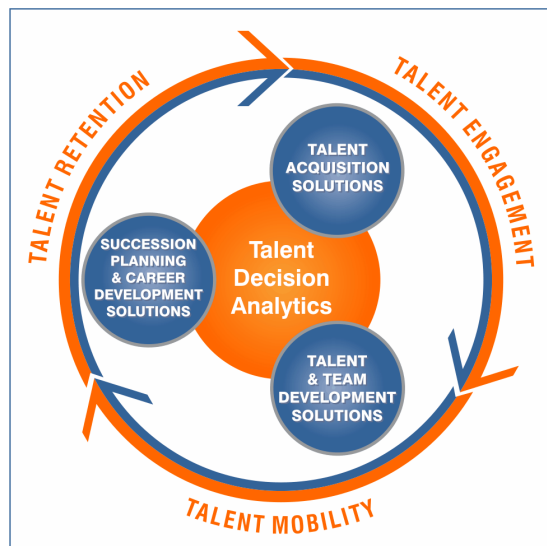 TALENT RETENTION
TALENT ENGAGEMENT
TALENT
ACQUISITION
SOLUTIONS
SUCCESSION
PLANNING
& CAREER
DEVELOPMENT
SOLUTIONS
Talent
Decision
Analytics
TALENT
& TEAM
DEVELOPMENT
SOLUTIONS
TALENT MOBILITY